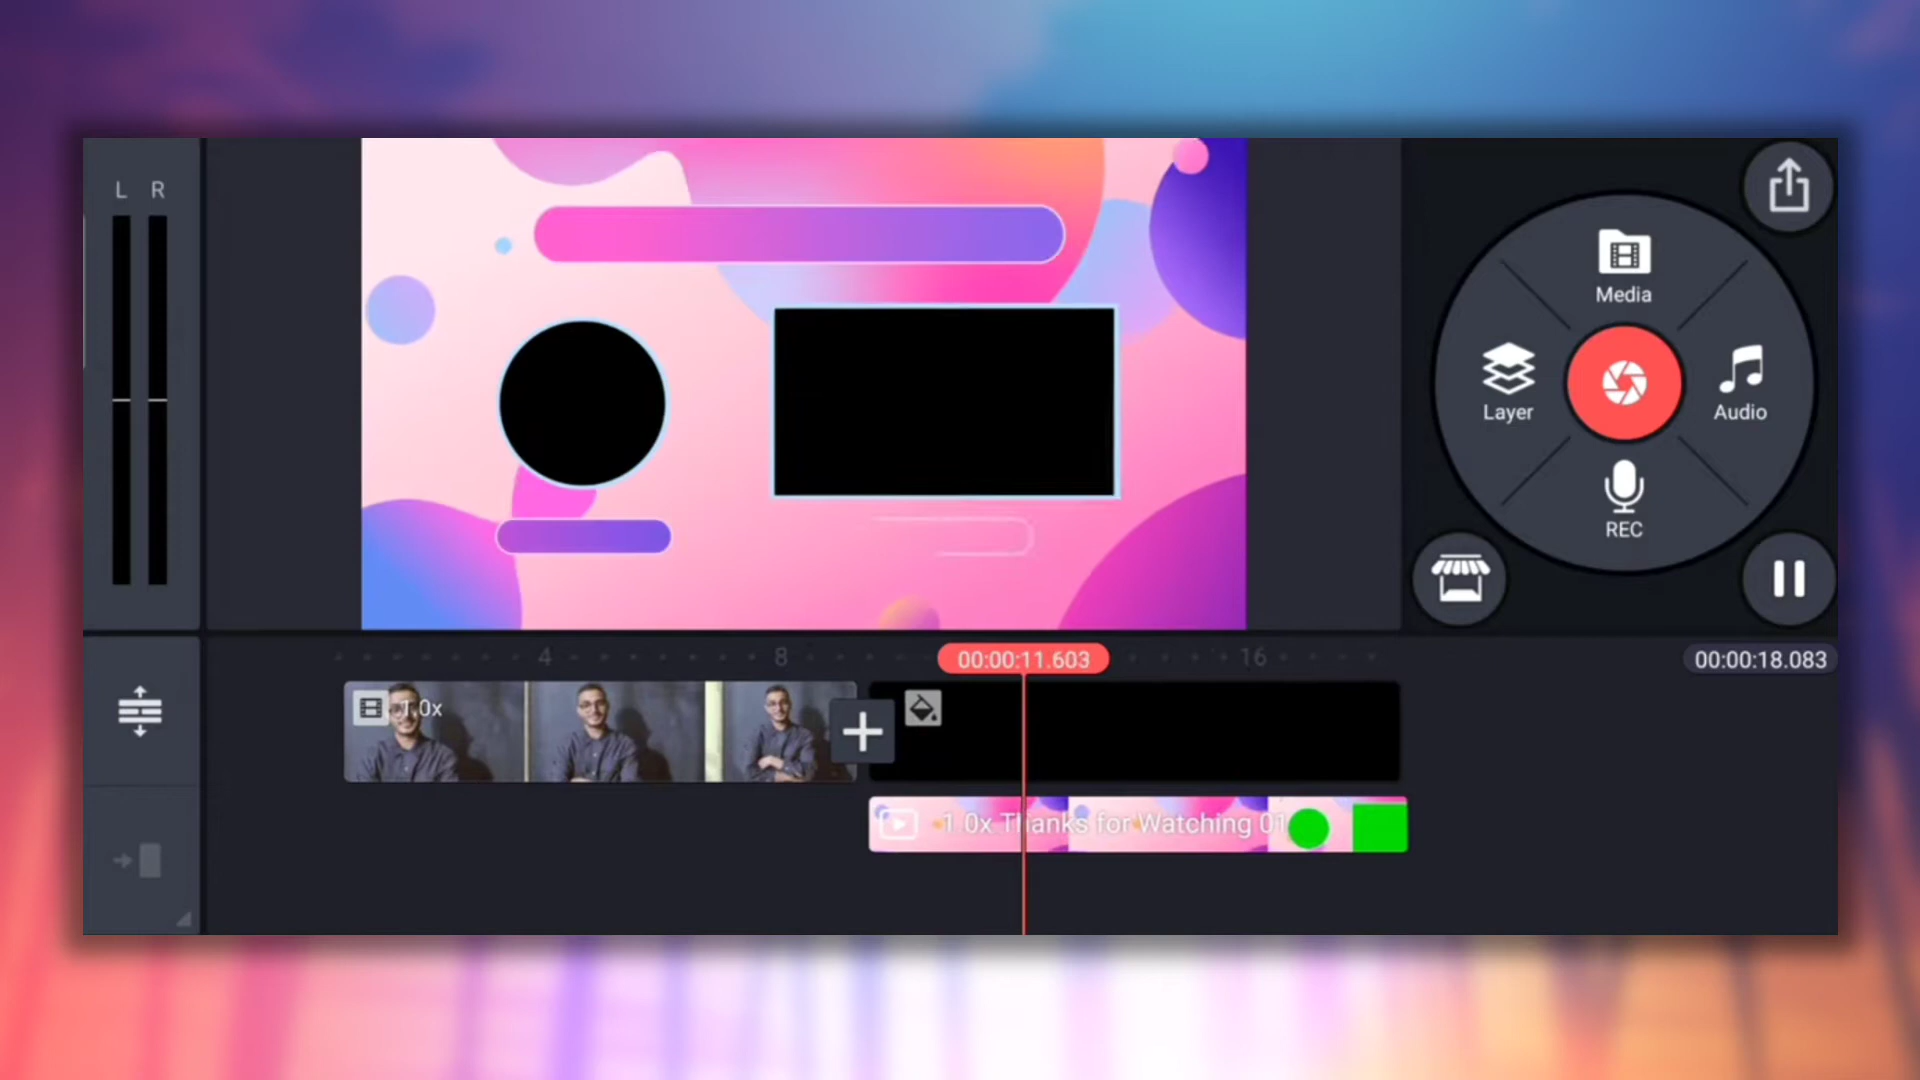 L R
Media
Layer
Audio
REC
4 8 00:00:11.603 16 00:00:18.083
1.0x
1.0x Thanks for Watching 01